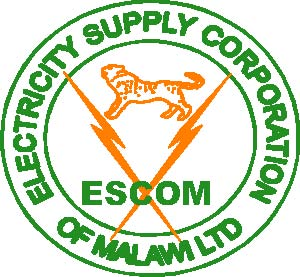 ELECTRICITY SUPPLY CORPORATION
ESCOM
OF MALAWI LTD